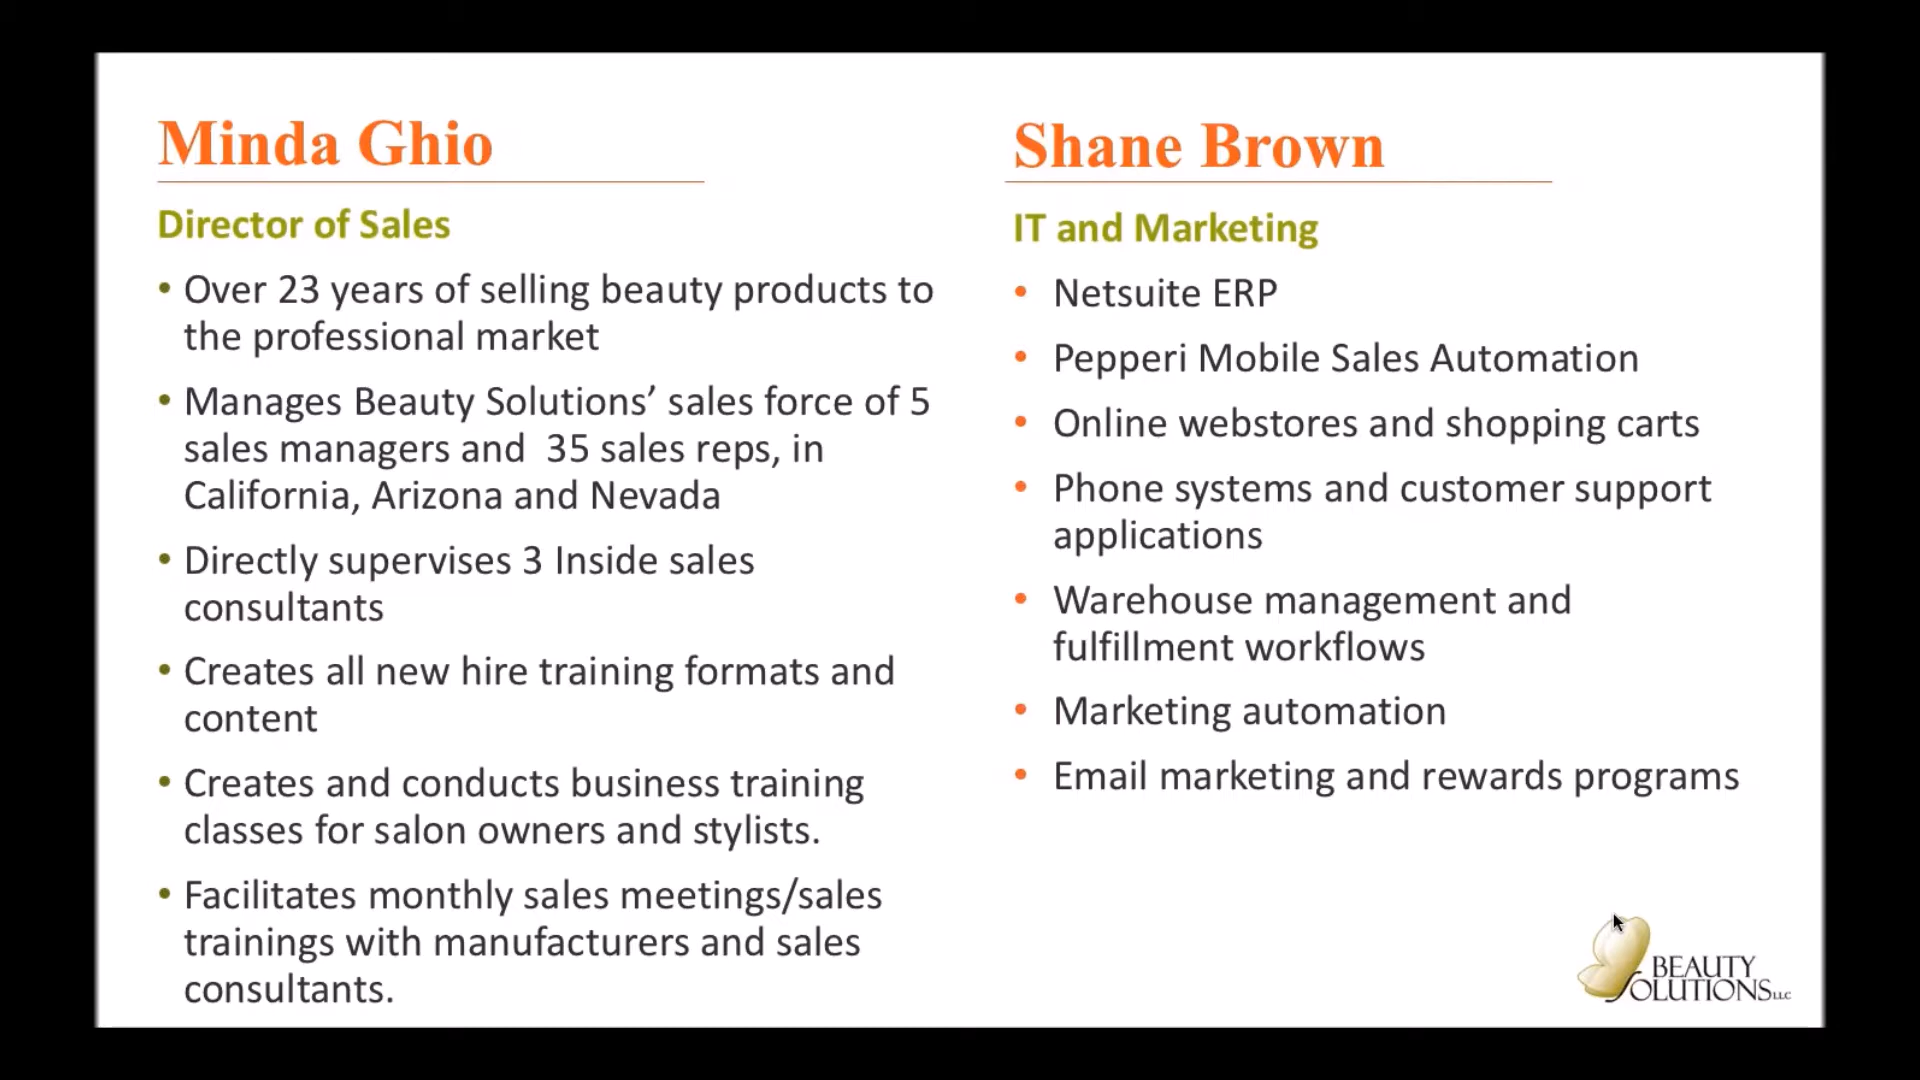 Minda Ghio
Director of Sales
• Over 23 years of selling beauty products to
the professional market
• Manages Beauty Solutions’ sales force of 5
sales managers and  35 sales reps, in
California, Arizona and Nevada
• Directly supervises 3 Inside sales
consultants
• Creates all new hire training formats and
content
• Creates and conducts business training
classes for salon owners and stylists.
• Facilitates monthly sales meetings/sales
trainings with manufacturers and sales
consultants.
Shane Brown
IT and Marketing
• Netsuite ERP
• Pepperi Mobile Sales Automation
• Online webstores and shopping carts
• Phone systems and customer support
applications
• Warehouse management and
fulfillment workflows
• Marketing automation
• Email marketing and rewards programs
BEAUTY
SOLUTIONS LLC